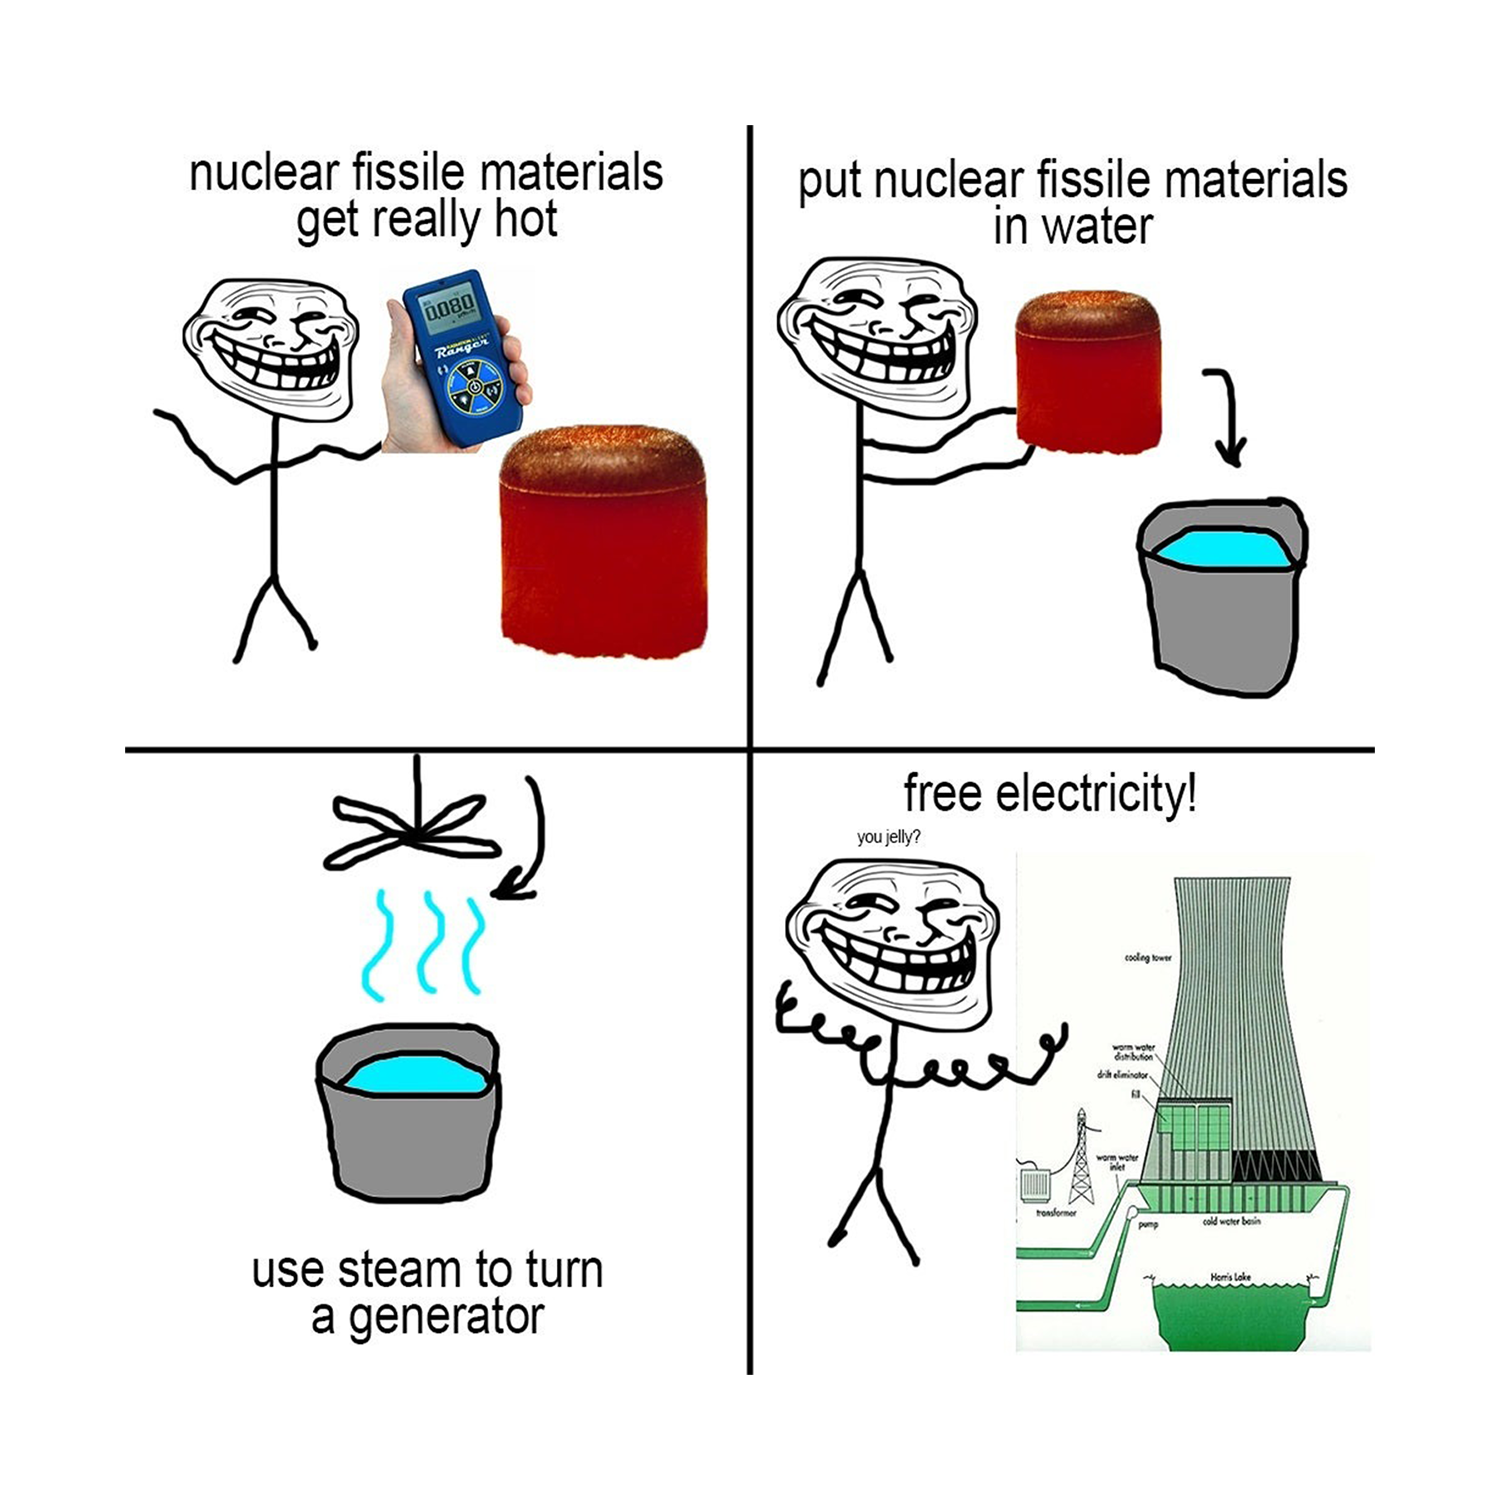 nuclear fissile materials
get really hot
0.080
Ranger
put nuclear fissile materials
in water
use steam to turn
a generator
free electricity!
you jelly?
cooling tower
warm water
distribution
drift eliminator
fill
warm water
inlet
transformer
pump
cold water basin
Harris Lake